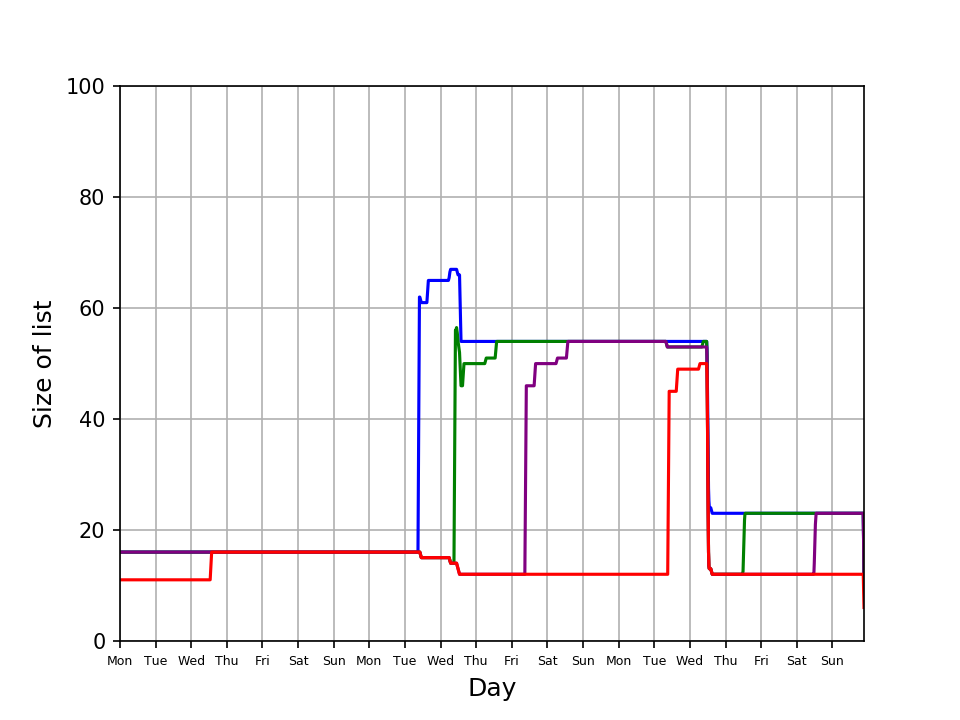 100
80
60
40
20
0
Size of list
Mon Tue Wed Thu Fri Sat Sun Mon Tue Wed Thu Fri Sat Sun Mon Tue Wed Thu Fri Sat Sun
Day